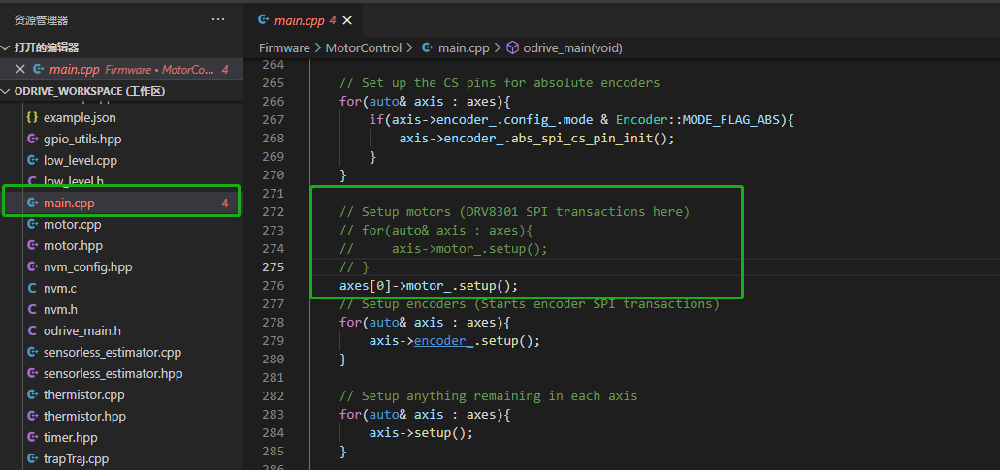 资源管理器 ...
打开的编辑器
main.cpp Firmware • MotorCo... 4
ODRIVE_WORKSPACE (工作区)
example.json
gpio_utils.hpp
low_level.cpp
low_level.h
main.cpp 4
motor.cpp
motor.hpp
nvm_config.hpp
nvm.c
nvm.h
odrive_main.h
sensorless_estimator.cpp
sensorless_estimator.hpp
thermistor.cpp
thermistor.hpp
timer.hpp
trapTraj.cpp
main.cpp 4
Firmware > MotorControl > main.cpp > odrive_main(void)
264
265 // Set up the CS pins for absolute encoders
266 for(auto& axis : axes){
267 if(axis->encoder_.config_.mode & Encoder::MODE_FLAG_ABS){
268 axis->encoder_.abs_spi_cs_pin_init();
269 }
270 }
271
272 // Setup motors (DRV8301 SPI transactions here)
273 // for(auto& axis : axes){
274 //     axis->motor_.setup();
275 // }
276 axes[0]->motor_.setup();
277 // Setup encoders (Starts encoder SPI transactions)
278 for(auto& axis : axes){
279 axis->encoder_.setup();
280 }
281
282 // Setup anything remaining in each axis
283 for(auto& axis : axes){
284 axis->setup();
285 }
286